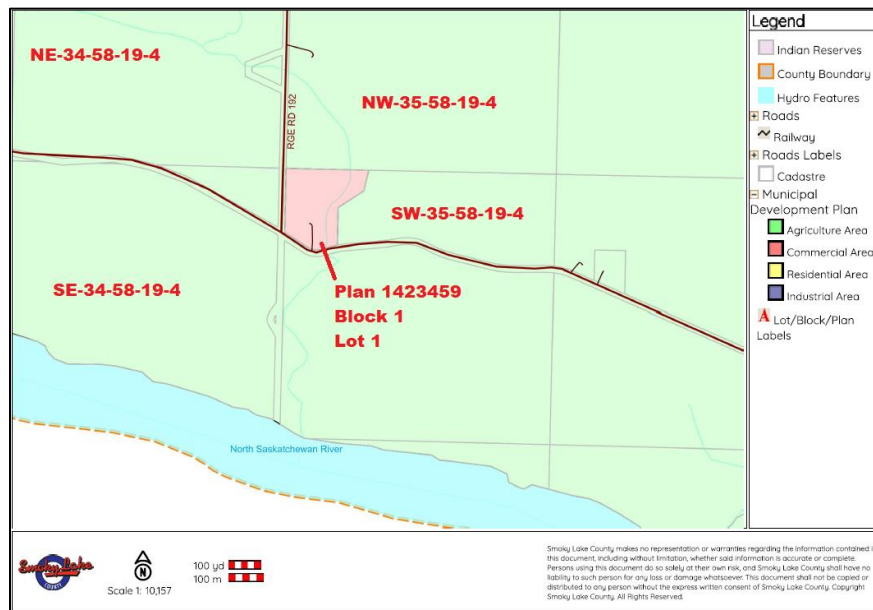 NE-34-58-19-4
NW-35-58-19-4
RGE RD 192
SW-35-58-19-4
SE-34-58-19-4
Plan 1423459
Block 1
Lot 1
North Saskatchewan River
Legend
Indian Reserves
County Boundary
Hydro Features
Roads
Railway
Roads Labels
Cadastre
Municipal
Development Plan
Agriculture Area
Commercial Area
Residential Area
Industrial Area
A Lot/Block/Plan
Labels
Smoky Lake
COUNTY
N
Scale 1: 10,157
100 yd
100 m
Smoky Lake County makes no representation or warranties regarding the information contained i
this document, including without limitation, whether said information is accurate or complete.
Persons using this document do so solely at their own risk, and Smoky Lake County shall have no
liability to such person for any loss or damage whatsoever. This document shall not be copied or
distributed to any person without the express written consent of Smoky Lake County. Copyright
Smoky Lake County. All Rights Reserved.